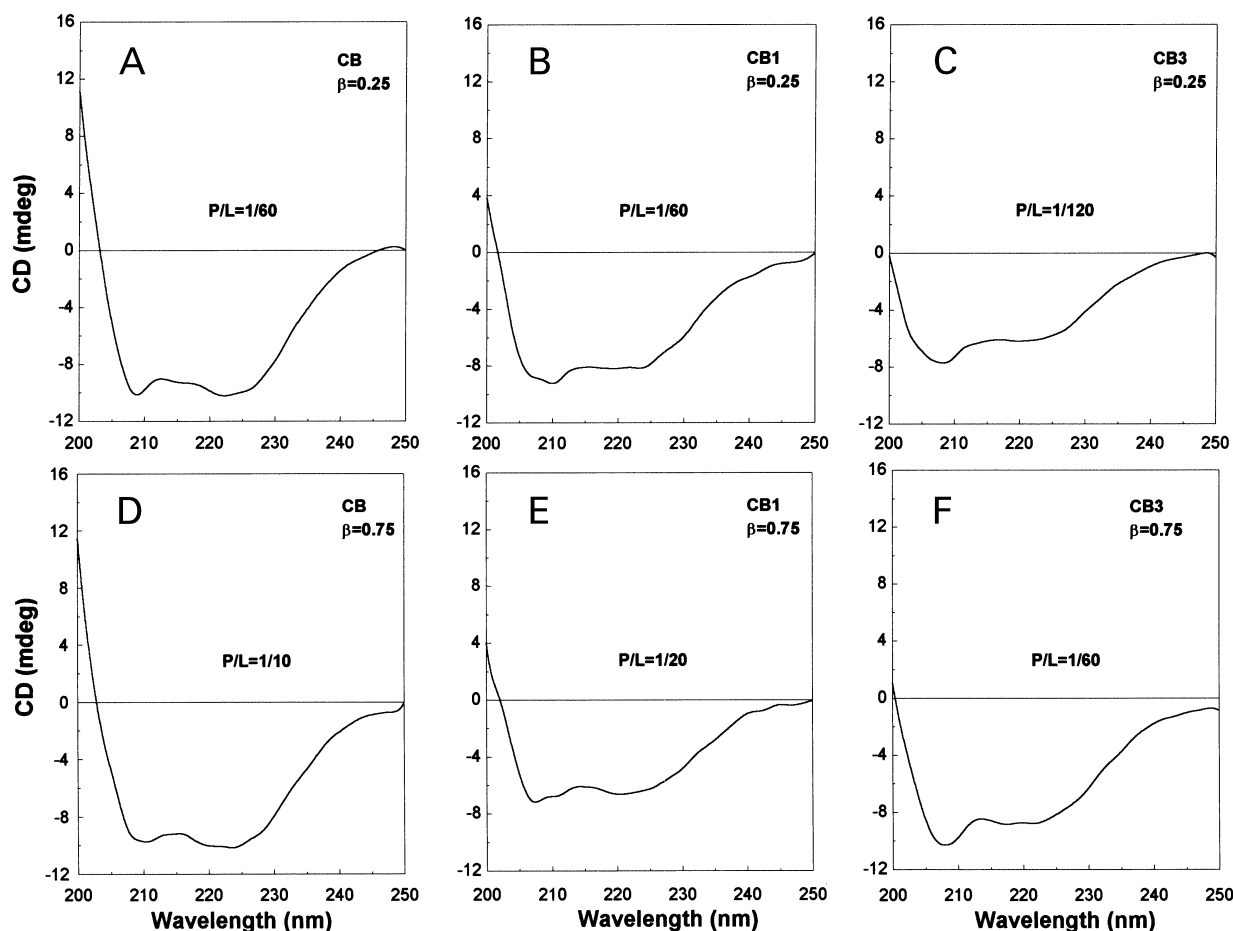 A
CB
β=0.25
P/L=1/60
B
CB1
β=0.25
P/L=1/60
C
CB3
β=0.25
P/L=1/120
CD (mdeg)
16
12
8
4
0
-4
-8
-12
200 210 220 230 240 250
16
12
8
4
0
-4
-8
-12
200 210 220 230 240 250
16
12
8
4
0
-4
-8
-12
200 210 220 230 240 250
D
CB
β=0.75
P/L=1/10
E
CB1
β=0.75
P/L=1/20
F
CB3
β=0.75
P/L=1/60
CD (mdeg)
16
12
8
4
0
-4
-8
-12
200 210 220 230 240 250
Wavelength (nm)
16
12
8
4
0
-4
-8
-12
200 210 220 230 240 250
Wavelength (nm)
16
12
8
4
0
-4
-8
-12
200 210 220 230 240 250
Wavelength (nm)